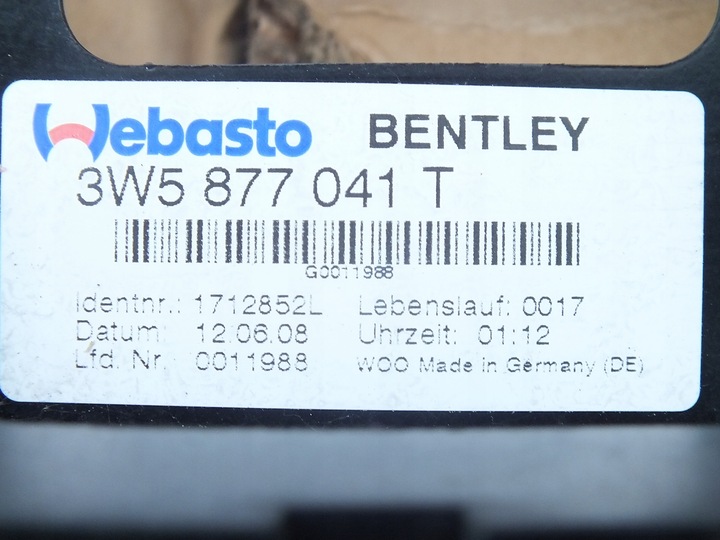 Webasto BENTLEY
3W5 877 041 T
G0011988
Identnr.: 1712852L Lebenslauf: 0017
Datum: 12.06.08 Uhrzeit: 01:12
Lfd. Nr. 0011988 WOO Made in Germany (DE)